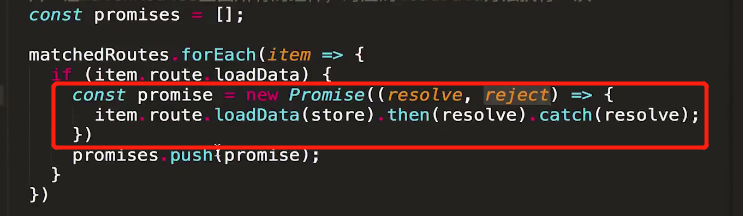 const promises = [];
matchedRoutes.forEach(item => {
if (item.route.loadData) {
const promise = new Promise((resolve, reject) => {
item.route.loadData(store).then(resolve).catch(resolve);
})
promises.push(promise);
}
})